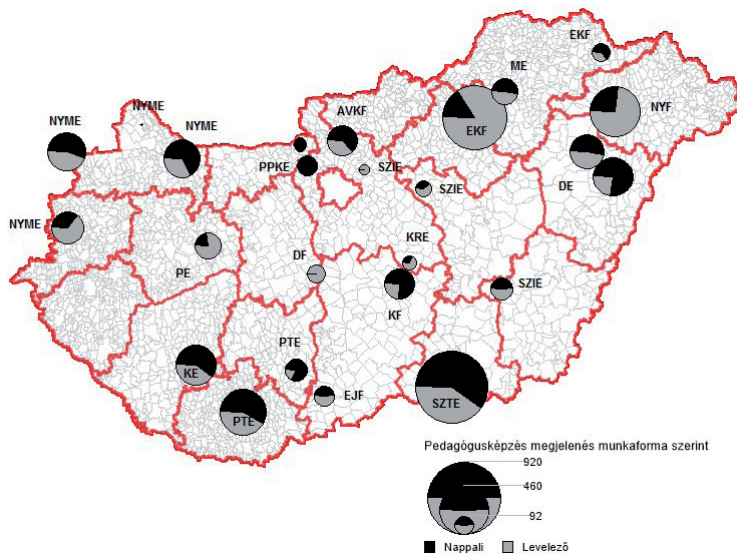 EKF
ME
NYME
NYME
NYME
AVKF
NYF
EKF
PPKE
SZIE
DE
SZIE
NYME
KRE
PE
DF
SZIE
KF
PTE
KE
EJF
SZTE
PTE
Pedagógusképzés megjelenés munkaforma szerint
920
460
92
Nappali Levelező